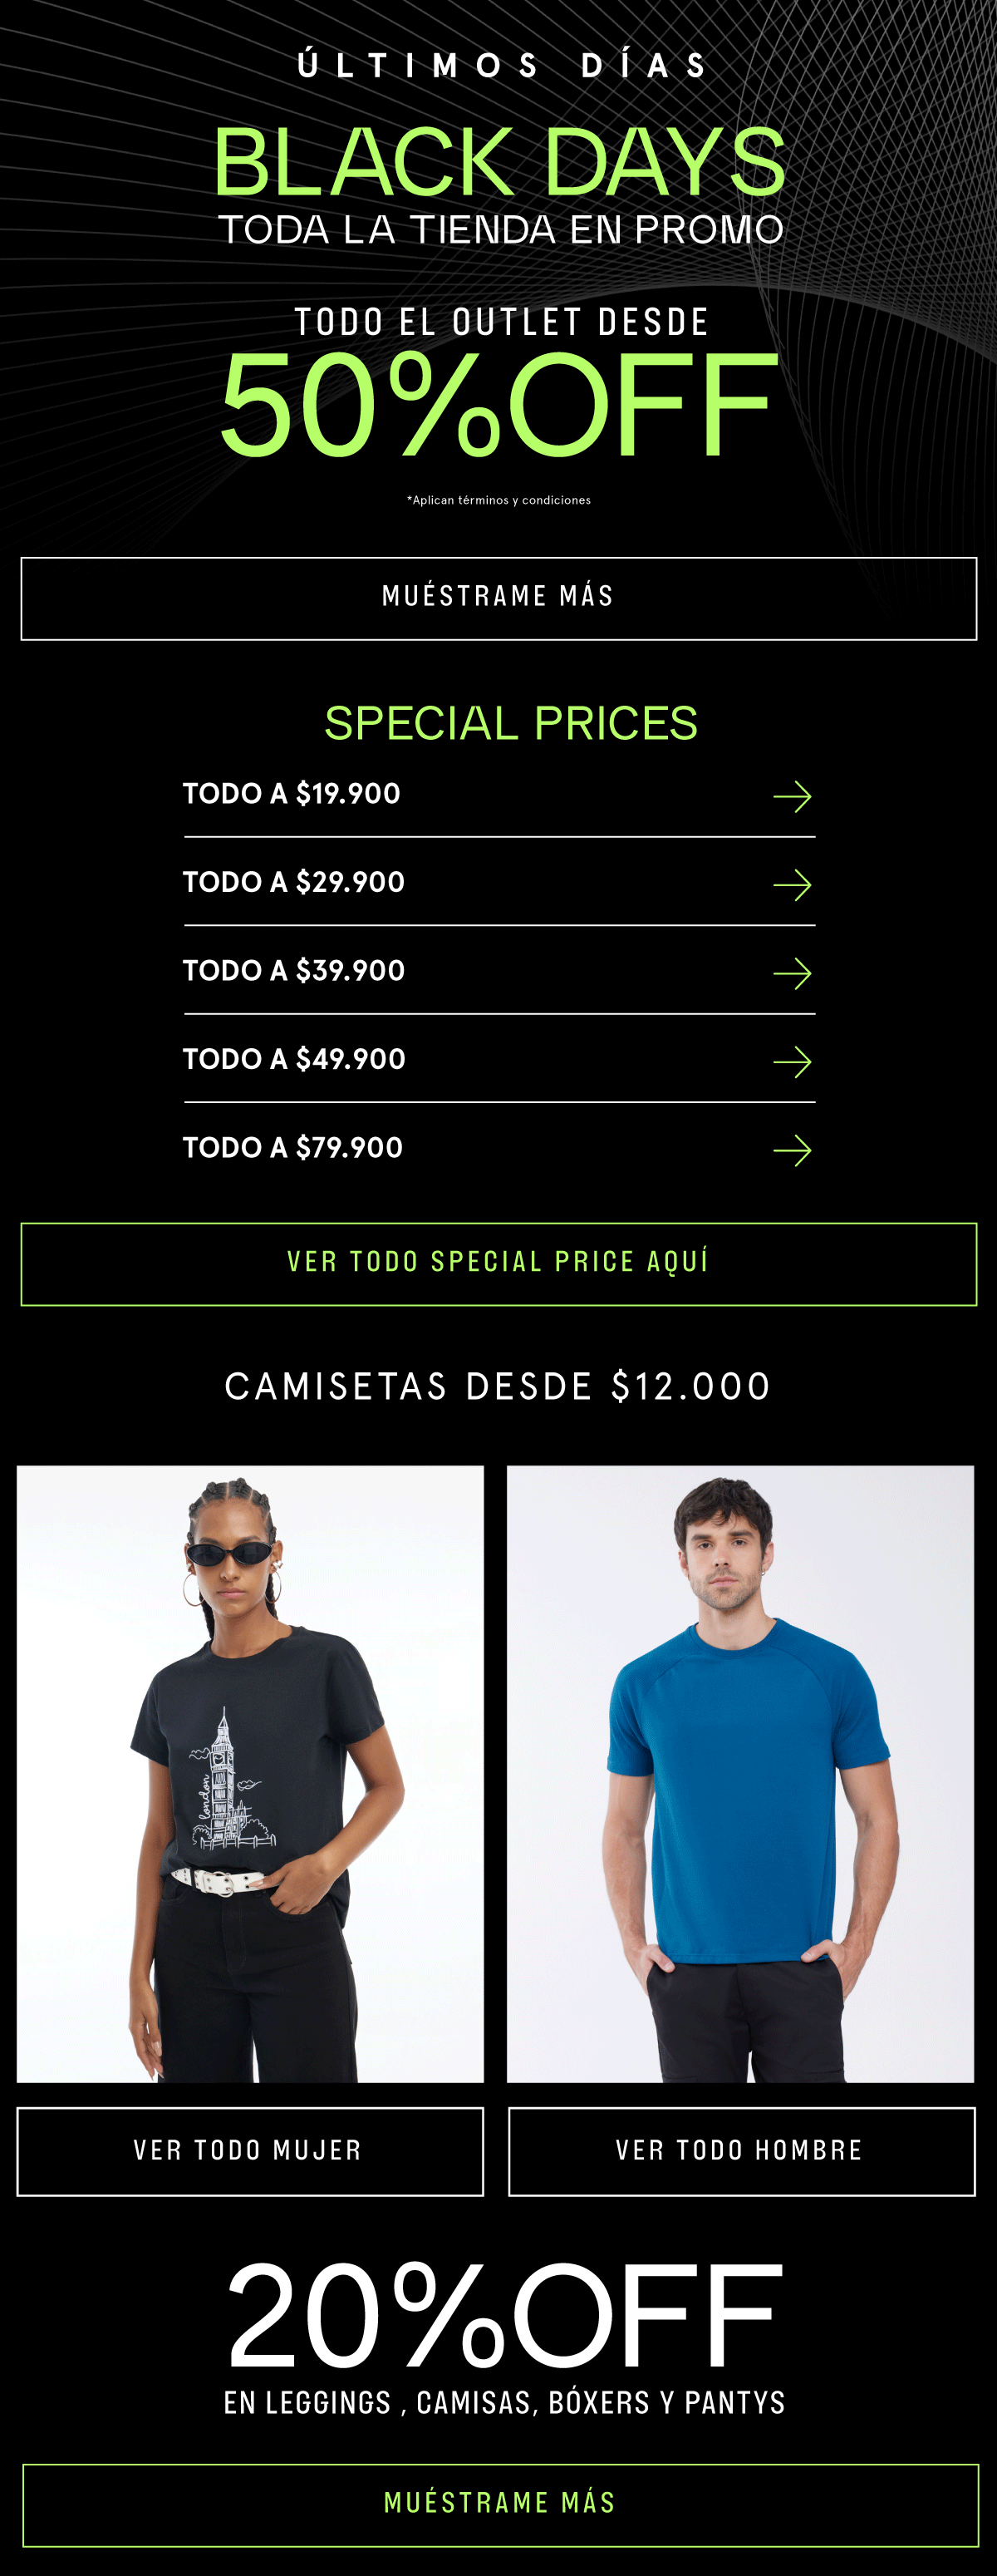 ÚLTIMOS DÍAS
BLACK DAYS
TODA LA TIENDA EN PROMO
TODO EL OUTLET DESDE
50%OFF
*Aplican términos y condiciones
MUÉSTRAME MÁS
SPECIAL PRICES
TODO A $19.900
TODO A $29.900
TODO A $39.900
TODO A $49.900
TODO A $79.900
VER TODO SPECIAL PRICE AQUÍ
CAMISETAS DESDE $12.000
london
VER TODO MUJER
VER TODO HOMBRE
20%OFF
EN LEGGINGS , CAMISAS, BÓXERS Y PANTYS
MUÉSTRAME MÁS